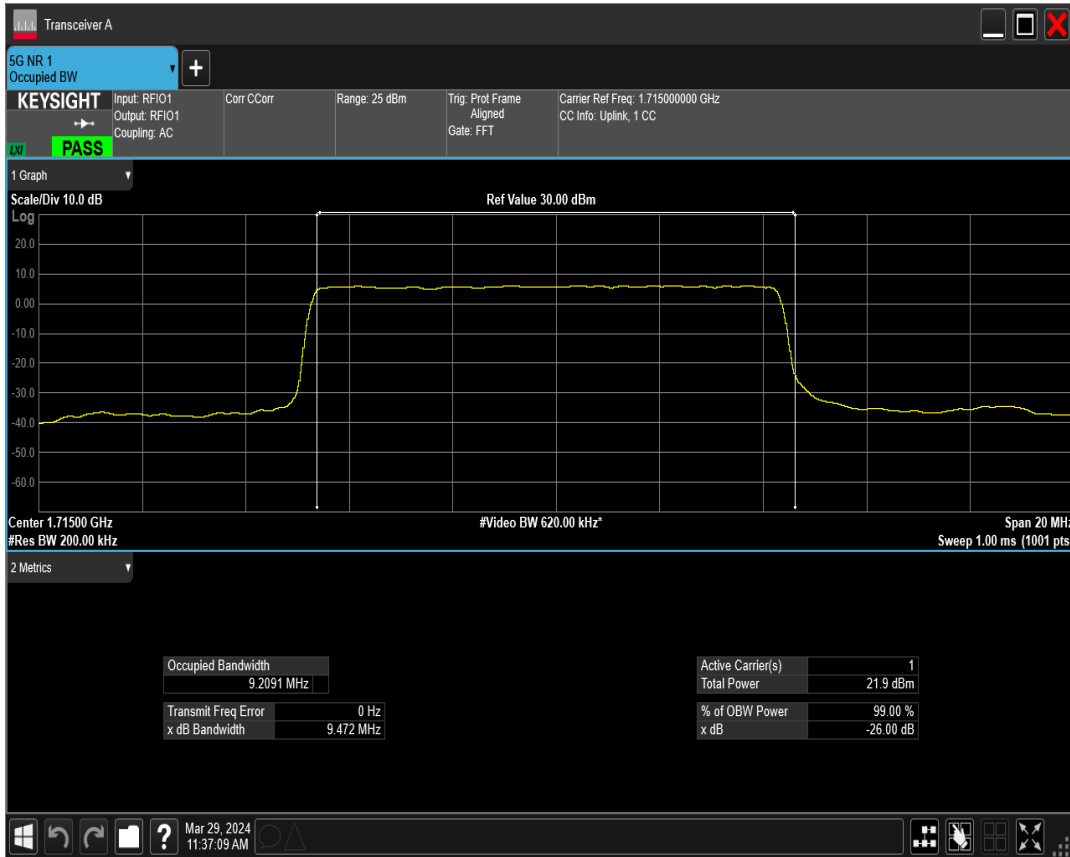 Transceiver A
5G NR 1
Occupied BW
KEYSIGHT
LXI
PASS
Input: RFIO1
Output: RFIO1
Coupling: AC
Corr CCorr
Range: 25 dBm
Trig: Prot Frame
Aligned
Gate: FFT
Carrier Ref Freq: 1.715000000 GHz
CC Info: Uplink, 1 CC
1 Graph
Scale/Div 10.0 dB
Ref Value 30.00 dBm
Log
20.0
10.0
0.00
-10.0
-20.0
-30.0
-40.0
-50.0
-60.0
Center 1.71500 GHz
#Video BW 620.00 kHz*
Span 20 MHz
#Res BW 200.00 kHz
Sweep 1.00 ms (1001 pts
2 Metrics
Occupied Bandwidth
9.2091 MHz
Transmit Freq Error 0 Hz
x dB Bandwidth 9.472 MHz
Active Carrier(s) 1
Total Power 21.9 dBm
% of OBW Power 99.00 %
x dB -26.00 dB
?
Mar 29, 2024
11:37:09 AM